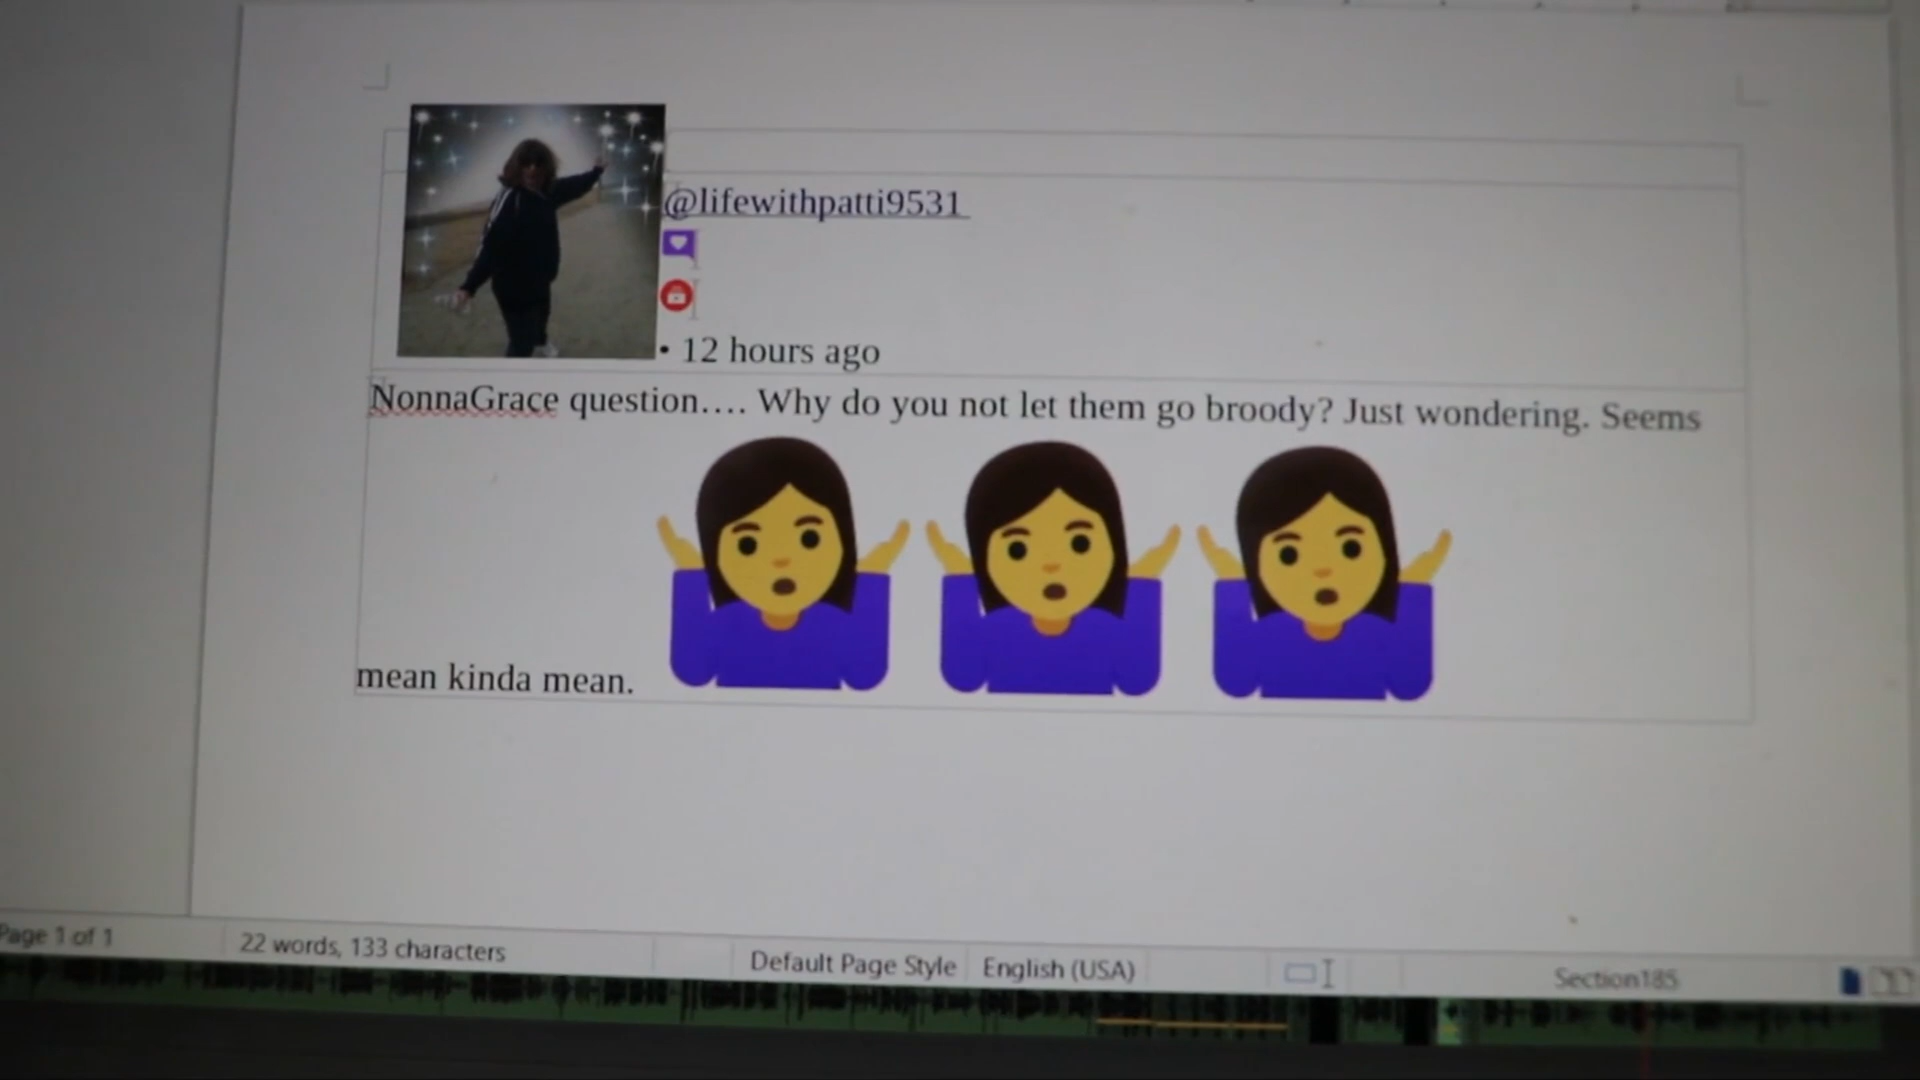 @lifewithpatti9531
• 12 hours ago
NonnaGrace question…. Why do you not let them go broody? Just wondering. Seems
mean kinda mean.
Page 1 of 1
22 words, 133 characters
Default Page Style
English (USA)
Section185